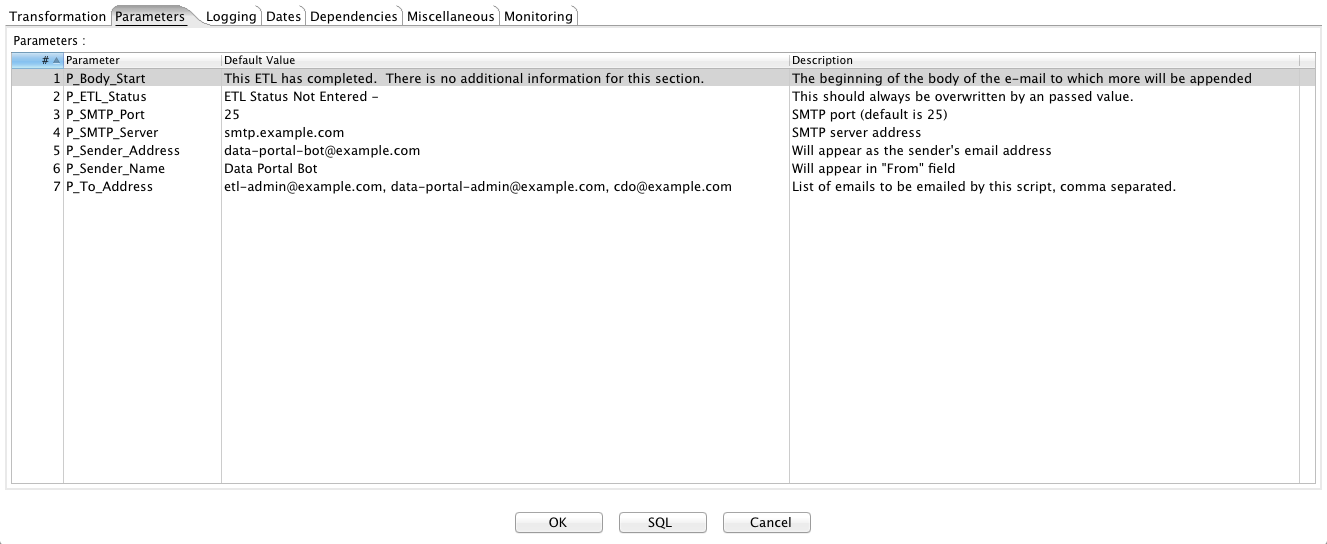 Transformation Parameters Logging Dates Dependencies Miscellaneous Monitoring
Parameters :
# Parameter Default Value Description
1 P_Body_Start This ETL has completed.  There is no additional information for this section. The beginning of the body of the e-mail to which more will be appended
2 P_ETL_Status ETL Status Not Entered - This should always be overwritten by an passed value.
3 P_SMTP_Port 25 SMTP port (default is 25)
4 P_SMTP_Server smtp.example.com SMTP server address
5 P_Sender_Address data-portal-bot@example.com Will appear as the sender's email address
6 P_Sender_Name Data Portal Bot Will appear in "From" field
7 P_To_Address etl-admin@example.com, data-portal-admin@example.com, cdo@example.com List of emails to be emailed by this script, comma separated.
OK SQL Cancel